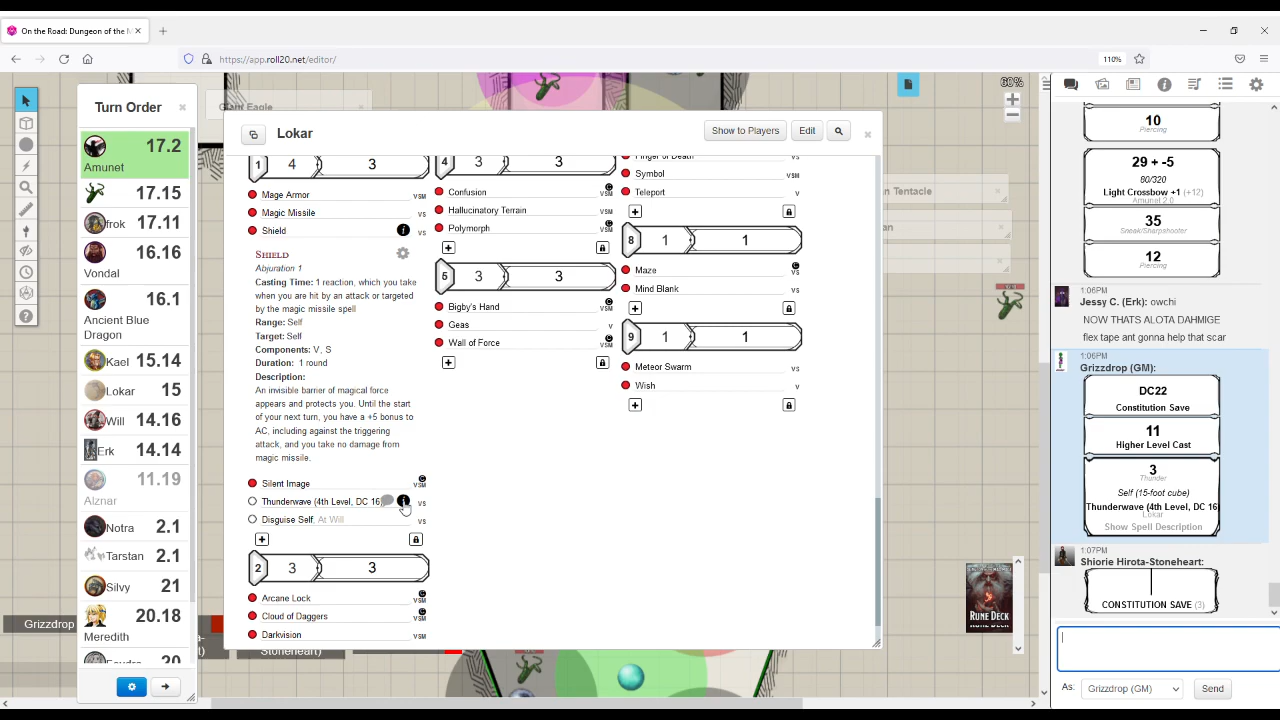 On the Road: Dungeon of the M
https://app.roll20.net/editor/
110%
Turn Order
17.2
Amunet
17.15
frok 17.11
16.16
Vondal
16.1
Ancient Blue
Dragon
Kael 15.14
Lokar 15
Will 14.16
Erk 14.14
11.19
Alznar
Notra 2.1
Tarstan 2.1
Silvy 21
20.18
Meredith
20
Grizzdrop
Giant Eagle
Lokar
Show to Players
Edit
1 4 3
Mage Armor VSM
Magic Missile VS
Shield VS
SHIELD
Abjuration 1
Casting Time: 1 reaction, which you take
when you are hit by an attack or targeted
by the magic missile spell
Range: Self
Target: Self
Components: V, S
Duration: 1 round
Description:
An invisible barrier of magical force
appears and protects you. Until the start
of your next turn, you have a +5 bonus to
AC, including against the triggering
attack, and you take no damage from
magic missile.
Silent Image C VSM
Thunderwave (4th Level, DC 16) VS
Disguise Self At Will VS
2 3 3
Arcane Lock VSM
Cloud of Daggers C VSM
Darkvision VSM
4 3 3
Confusion C VSM
Hallucinatory Terrain VSM
Polymorph C VSM
5 3 3
Bigby's Hand C VSM
Geas V
Wall of Force C VSM
Finger of Death VS
Symbol VSM
Teleport V
8 1 1
Maze C VS
Mind Blank VS
9 1 1
Meteor Swarm VS
Wish V
Stoneheart)
Tentacle
60%
RUNE DECK
10
Piercing
29 + -5
80/320
Light Crossbow +1 (+12)
Amunet 2.0
35
Sneak/Sharpshooter
12
Piercing
1:06PM
Jessy C. (Erk): owchi
NOW THATS ALOTA DAHMIGE
flex tape ant gonna help that scar
1:06PM
Grizzdrop (GM):
DC22
Constitution Save
11
Higher Level Cast
3
Thunder
Self (15-foot cube)
Thunderwave (4th Level, DC 16)
Lokar
Show Spell Description
1:07PM
Shiorie Hirota-Stoneheart:
CONSTITUTION SAVE (3)
As: Grizzdrop (GM)
Send